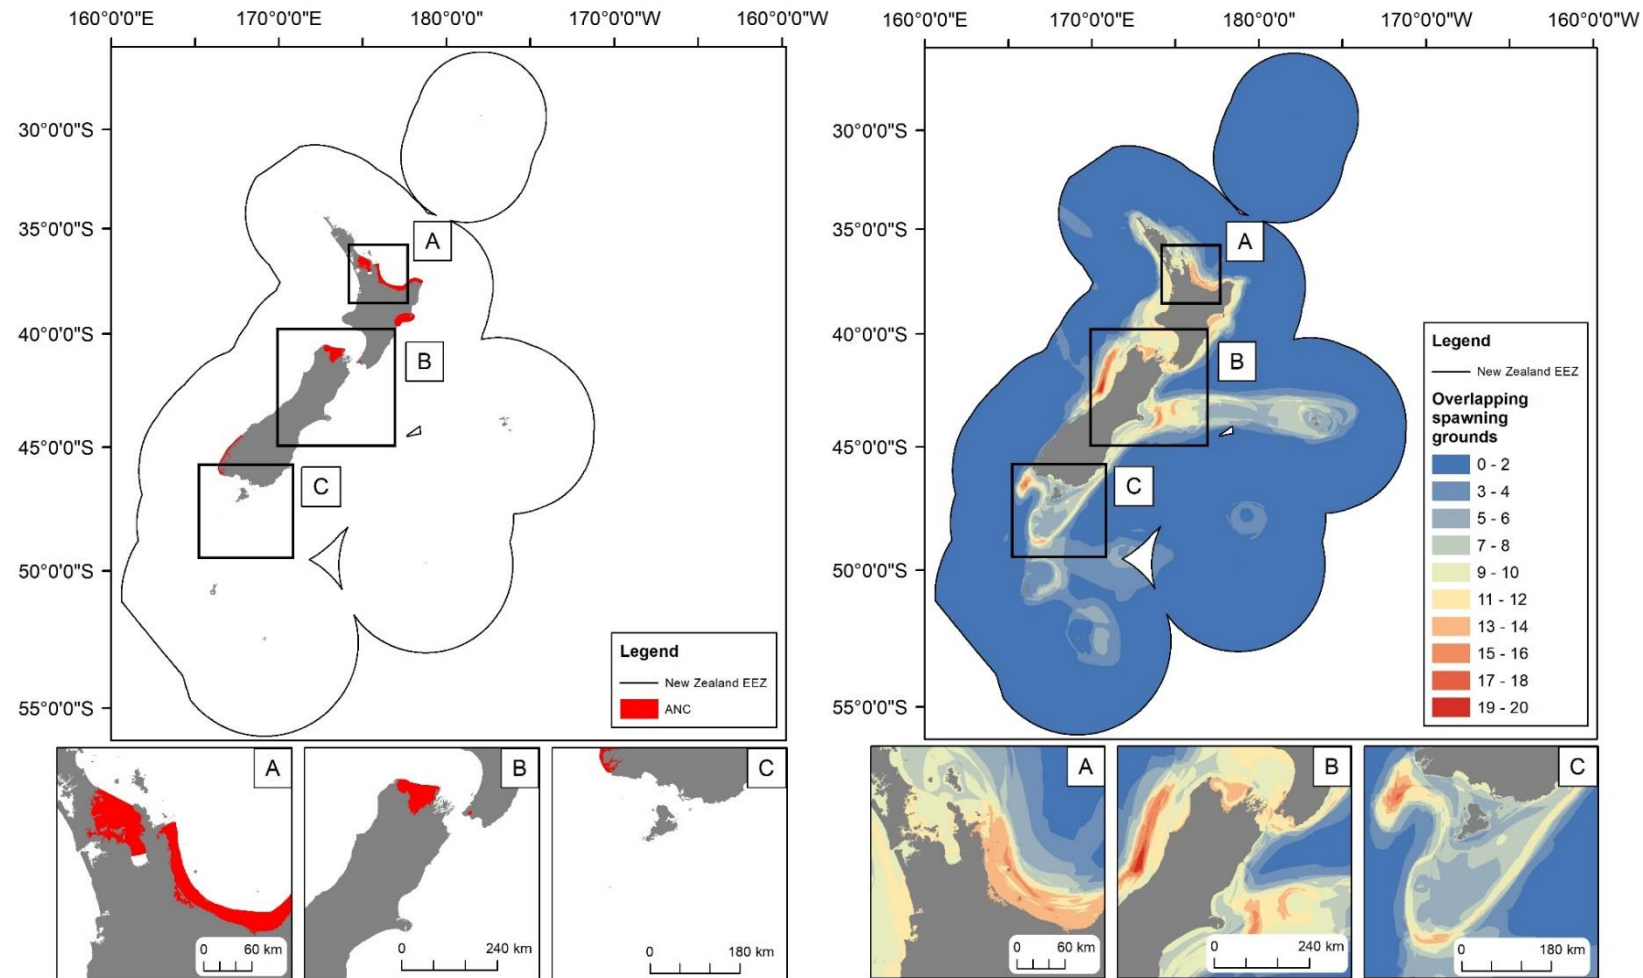 160°0'0"E 170°0'0"E 180°0'0" 170°0'0"W 160°0'0"W
30°0'0"S
35°0'0"S
40°0'0"S
45°0'0"S
50°0'0"S
55°0'0"S
A
B
C
Legend
New Zealand EEZ
ANC
A
0 60 km
B
0 240 km
C
0 180 km
160°0'0"E 170°0'0"E 180°0'0" 170°0'0"W 160°0'0"W
30°0'0"S
35°0'0"S
40°0'0"S
45°0'0"S
50°0'0"S
55°0'0"S
A
B
C
Legend
New Zealand EEZ
Overlapping
spawning
grounds
0 - 2
3 - 4
5 - 6
7 - 8
9 - 10
11 - 12
13 - 14
15 - 16
17 - 18
19 - 20
A
0 60 km
B
0 240 km
C
0 180 km